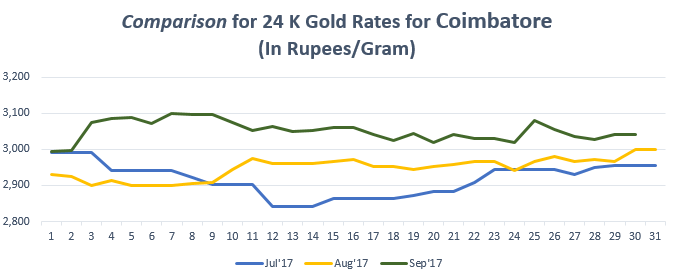 Comparison for 24 K Gold Rates for Coimbatore
(In Rupees/Gram)
3,200
3,100
3,000
2,900
2,800
1 2 3 4 5 6 7 8 9 10 11 12 13 14 15 16 17 18 19 20 21 22 23 24 25 26 27 28 29 30 31
Jul'17 Aug'17 Sep'17